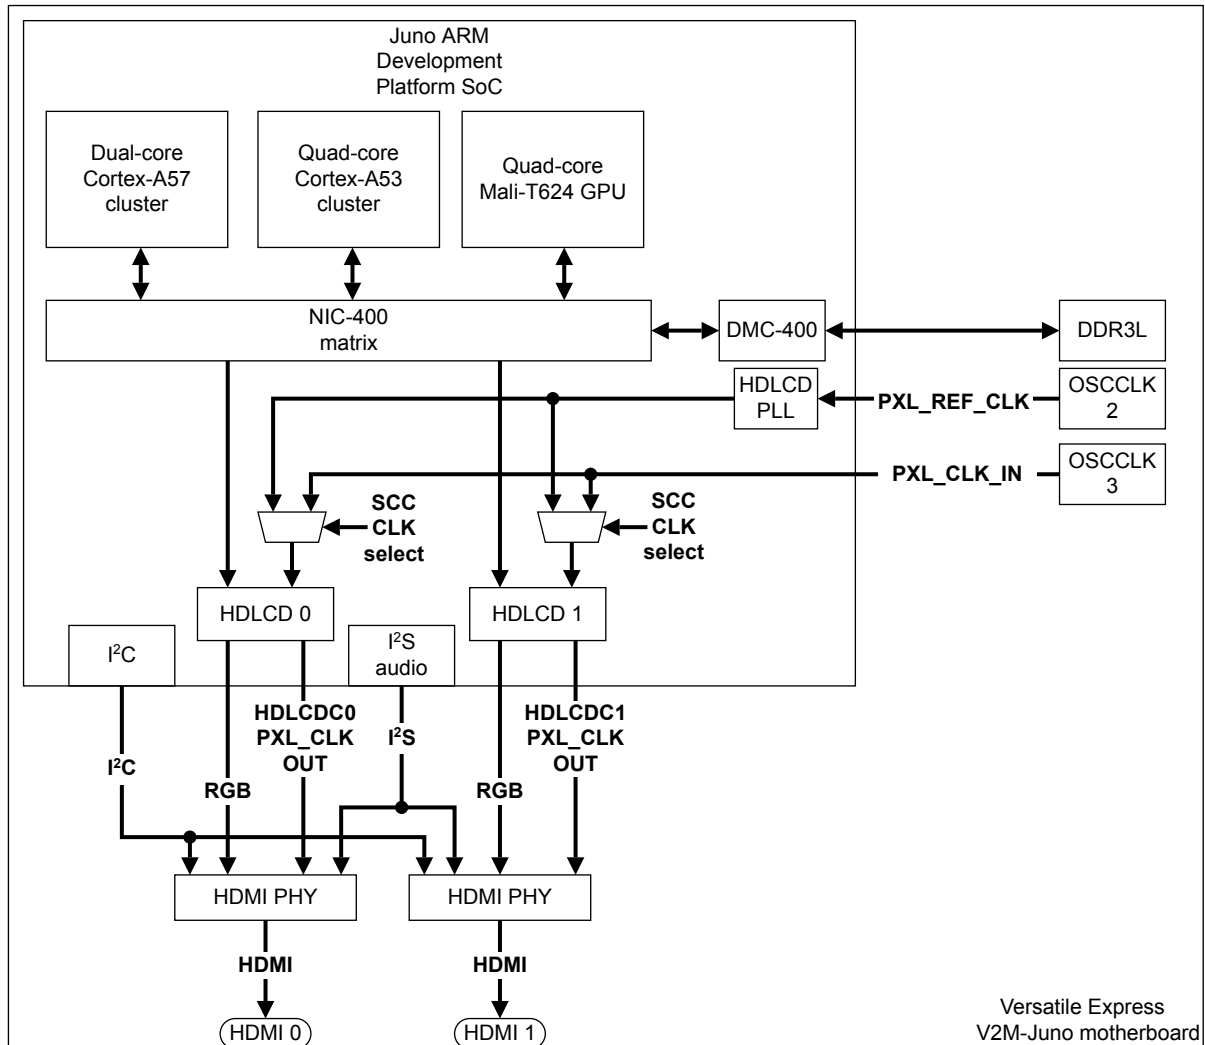 Juno ARM
Development
Platform SoC
Dual-core
Cortex-A57
cluster
Quad-core
Cortex-A53
cluster
Quad-core
Mali-T624 GPU
NIC-400
matrix
DMC-400
DDR3L
HDLCD
PLL
PXL_REF_CLK
OSCCLK
2
PXL_CLK_IN
OSCCLK
3
SCC
CLK
select
SCC
CLK
select
HDLCD 0
HDLCD 1
I²C
I²S
audio
HDLCDC0
PXL_CLK
OUT
I²S
HDLCDC1
PXL_CLK
OUT
I²C
RGB
RGB
HDMI PHY
HDMI PHY
HDMI
HDMI
HDMI 0
HDMI 1
Versatile Express
V2M-Juno motherboard